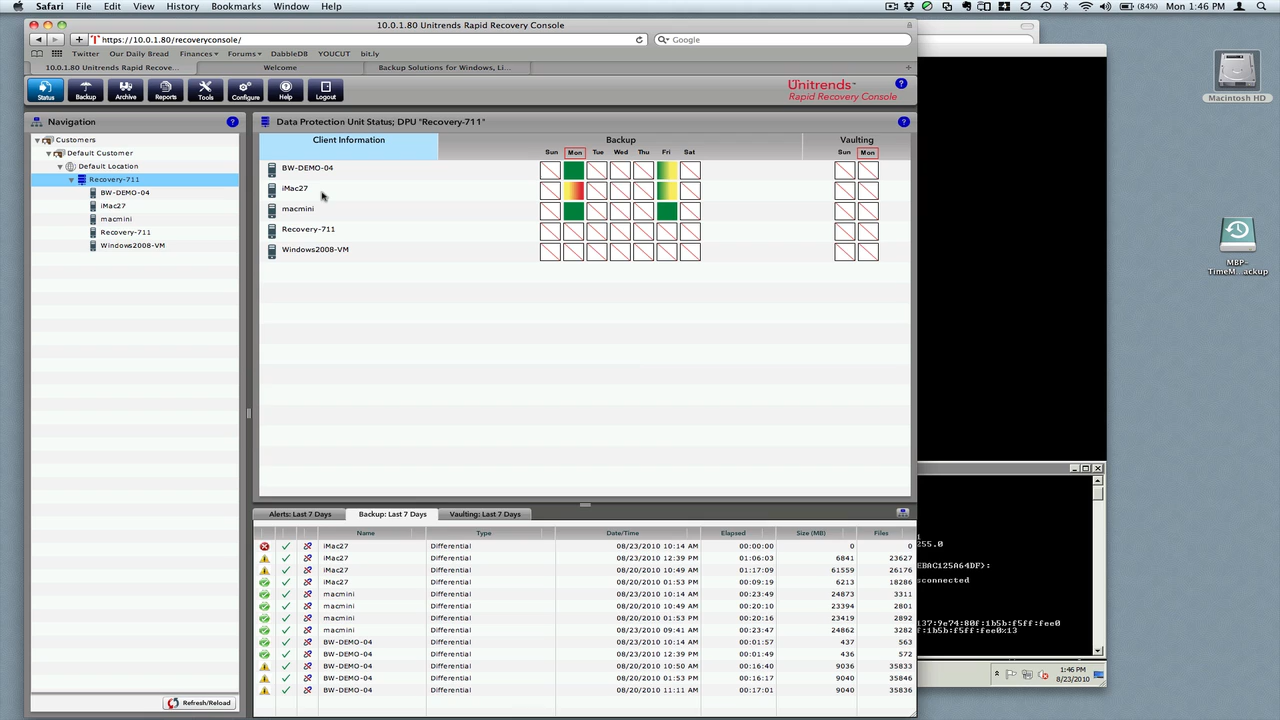 Safari File Edit View History Bookmarks Window Help (84%) Mon 1:46 PM
10.0.1.80 Unitrends Rapid Recovery Console
https://10.0.1.80/recoveryconsole/ Google
Twitter Our Daily Bread Finances Forums DabbleDB YOUCUT bit.ly
10.0.1.80 Unitrends Rapid Recove... Welcome Backup Solutions for Windows, Li...
Status Backup Archive Reports Tools Configure Help Logout
Unitrends
Rapid Recovery Console
Macintosh HD
Navigation
Data Protection Unit Status; DPU "Recovery-711"
Customers
Default Customer
Default Location
Recovery-711
BW-DEMO-04
iMac27
macmini
Recovery-711
Windows2008-VM
Client Information Backup Vaulting
Sun Mon Tue Wed Thu Fri Sat Sun Mon
BW-DEMO-04
iMac27
macmini
Recovery-711
Windows2008-VM
MBP-
TimeM...ackup
Alerts: Last 7 Days Backup: Last 7 Days Vaulting: Last 7 Days
Name Type Date/Time Elapsed Size (MB) Files
iMac27 Differential 08/23/2010 10:14 AM 00:00:00 0 0
iMac27 Differential 08/23/2010 12:39 PM 01:06:03 6841 23627
iMac27 Differential 08/20/2010 10:49 AM 01:17:09 61559 26176
iMac27 Differential 08/20/2010 01:53 PM 00:09:19 6213 18286
macmini Differential 08/23/2010 10:14 AM 00:23:49 24873 3311
macmini Differential 08/20/2010 10:49 AM 00:20:10 23394 2801
macmini Differential 08/20/2010 01:53 PM 00:20:16 23419 2892
macmini Differential 08/23/2010 09:41 AM 00:23:47 24862 3282
BW-DEMO-04 Differential 08/23/2010 10:14 AM 00:01:57 437 563
BW-DEMO-04 Differential 08/23/2010 12:39 PM 00:01:49 436 572
BW-DEMO-04 Differential 08/20/2010 10:50 AM 00:16:40 9036 35833
BW-DEMO-04 Differential 08/20/2010 01:53 PM 00:16:17 9040 35846
BW-DEMO-04 Differential 08/20/2010 11:11 AM 00:17:01 9040 35836
Refresh/Reload
1
255.0
EBAC125A64DF}:
sconnected
137:9e74:80f:1b5b:f5ff:fee0
f:1b5b:f5ff:fee0%13
1:46 PM
8/23/2010